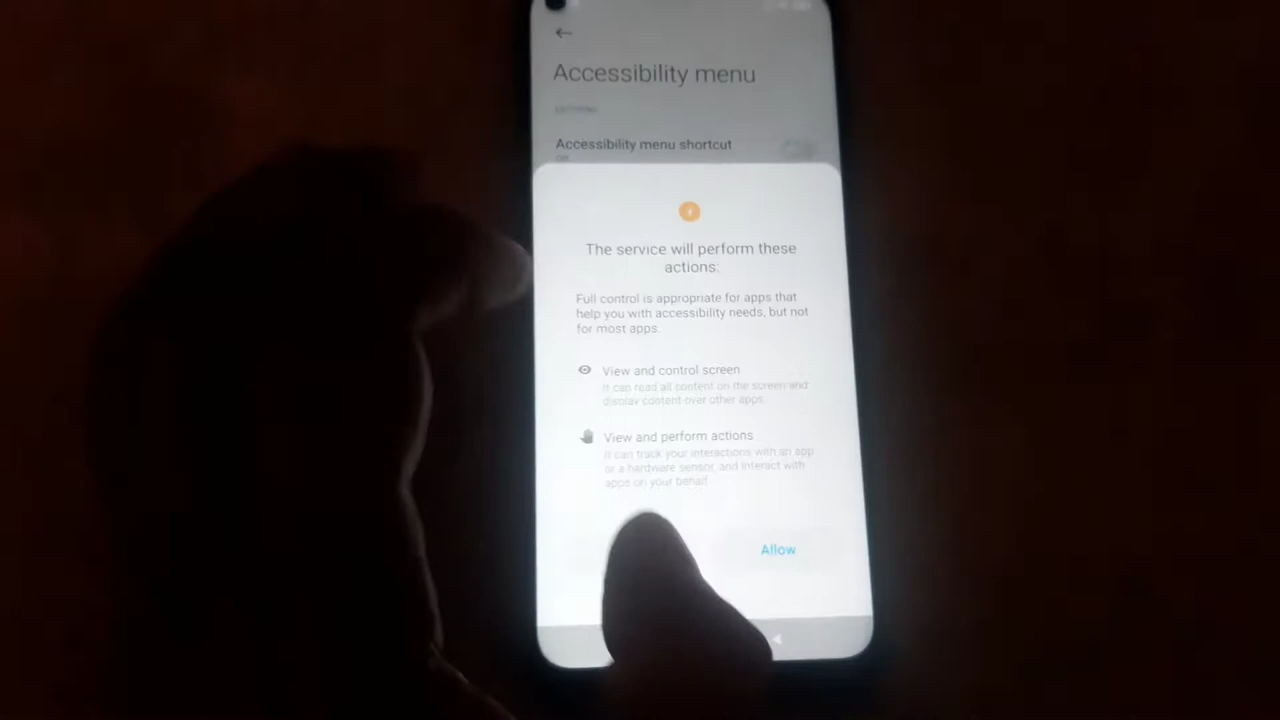 Accessibility menu
Accessibility menu shortcut
Off
The service will perform these
actions:
Full control is appropriate for apps that
help you with accessibility needs, but not
for most apps.
View and control screen
It can read all content on the screen and
display content over other apps.
View and perform actions
It can track your interactions with an app
or a hardware sensor, and interact with
apps on your behalf.
Allow